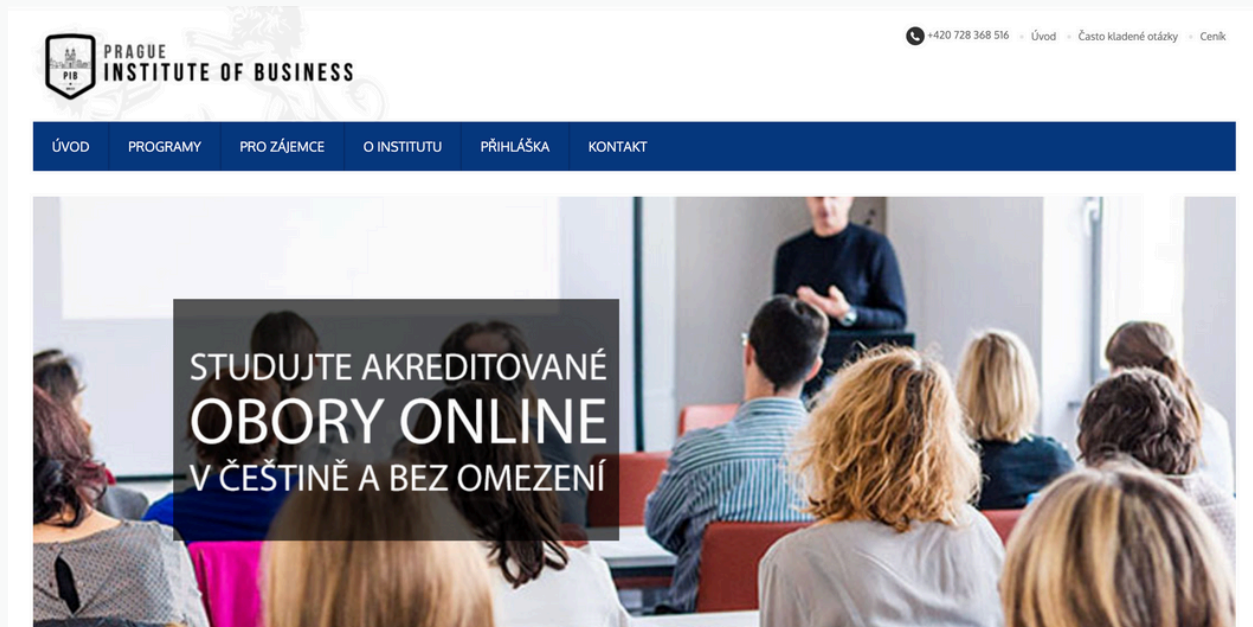 PRAGUE
INSTITUTE OF BUSINESS
PIB
+420 728 368 516
Úvod
Často kladené otázky
Ceník
ÚVOD
PROGRAMY
PRO ZÁJEMCE
O INSTITUTU
PŘIHLÁŠKA
KONTAKT
STUDUJTE AKREDITOVANÉ
OBORY ONLINE
V ČEŠTINĚ A BEZ OMEZENÍ